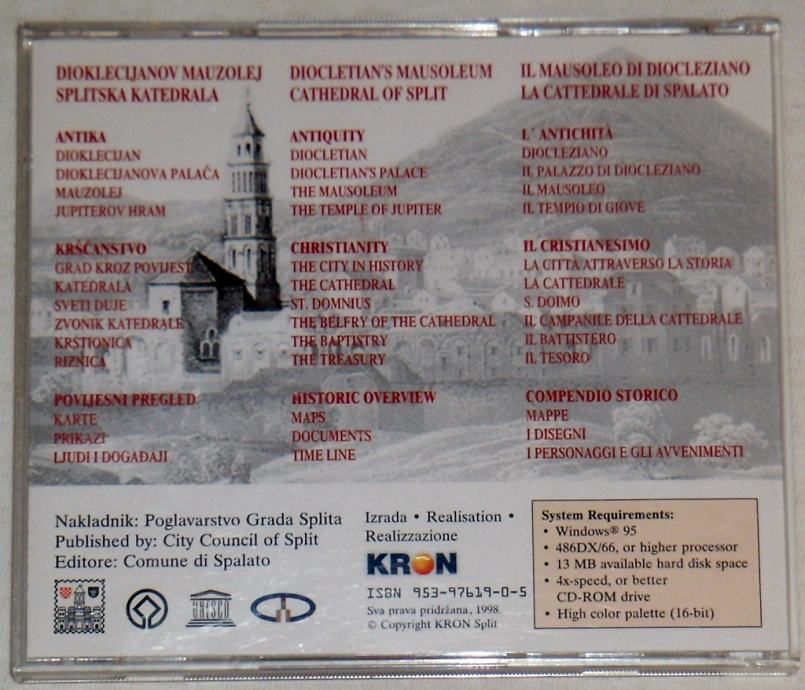 DIOKLECIJANOV MAUZOLEJ
SPLITSKA KATEDRALA
ANTIKA
DIOKLECIJAN
DIOKLECIJANOVA PALAČA
MAUZOLEJ
JUPITEROV HRAM
KRŠĆANSTVO
GRAD KROZ POVIJEST
KATEDRALA
SVETI DUJE
ZVONIK KATEDRALE
KRSTIONICA
RIZNICA
POVIJESNI PREGLED
KARTE
PRIKAZI
LJUDI I DOGAĐAJI
DIOCLETIAN'S MAUSOLEUM
CATHEDRAL OF SPLIT
ANTIQUITY
DIOCLETIAN
DIOCLETIAN'S PALACE
THE MAUSOLEUM
THE TEMPLE OF JUPITER
CHRISTIANITY
THE CITY IN HISTORY
THE CATHEDRAL
ST. DOMNIUS
THE BELFRY OF THE CATHEDRAL
THE BAPTISTRY
THE TREASURY
HISTORIC OVERVIEW
MAPS
DOCUMENTS
TIME LINE
IL MAUSOLEO DI DIOCLEZIANO
LA CATTEDRALE DI SPALATO
L´ ANTICHITÀ
DIOCLEZIANO
IL PALAZZO DI DIOCLEZIANO
IL MAUSOLEO
IL TEMPIO DI GIOVE
IL CRISTIANESIMO
LA CITTÀ ATTRAVERSO LA STORIA
LA CATTEDRALE
S. DOIMO
IL CAMPANILE DELLA CATTEDRALE
IL BATTISTERO
IL TESORO
COMPENDIO STORICO
MAPPE
I DISEGNI
I PERSONAGGI E GLI AVVENIMENTI
Nakladnik: Poglavarstvo Grada Splita
Published by: City Council of Split
Editore: Comune di Spalato
UNESCO
Izrada • Realisation •
Realizzazione
KRON
ISBN 953-97619-0-5
Sva prava pridržana, 1998.
© Copyright KRON Split
System Requirements:
• Windows® 95
• 486DX/66, or higher processor
• 13 MB available hard disk space
• 4x-speed, or better
CD-ROM drive
• High color palette (16-bit)